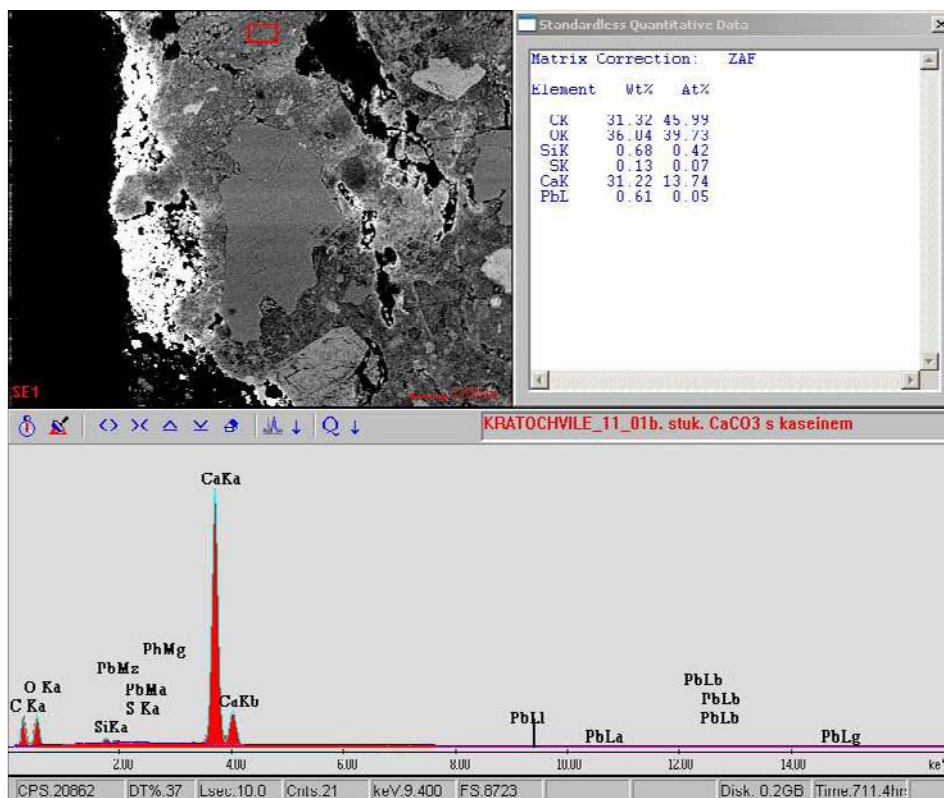 Standardless Quantitative Data
Matrix Correction: ZAF
Element Wt% At%
CK 31.32 45.99
OK 36.04 39.73
SiK 0.68 0.42
SK 0.13 0.07
CaK 31.22 13.74
PbL 0.61 0.05
SE1
KRATOCHVILE_11_01b. stuk. CaCO3 s kaseinem
CaKa
PbMg
PbMz
O Ka
PbMa
C Ka
S Ka
CaKb
SiKa
PbLl
PbLa
PbLb
PbLb
PbLb
PbLg
2.00 4.00 6.00 8.00 10.00 12.00 14.00 keV
CPS:20862 DT%:37 Lsec:10.0 Cnts:21 keV:9.400 FS:8723 Disk: 0.2GB Time:711.4hr